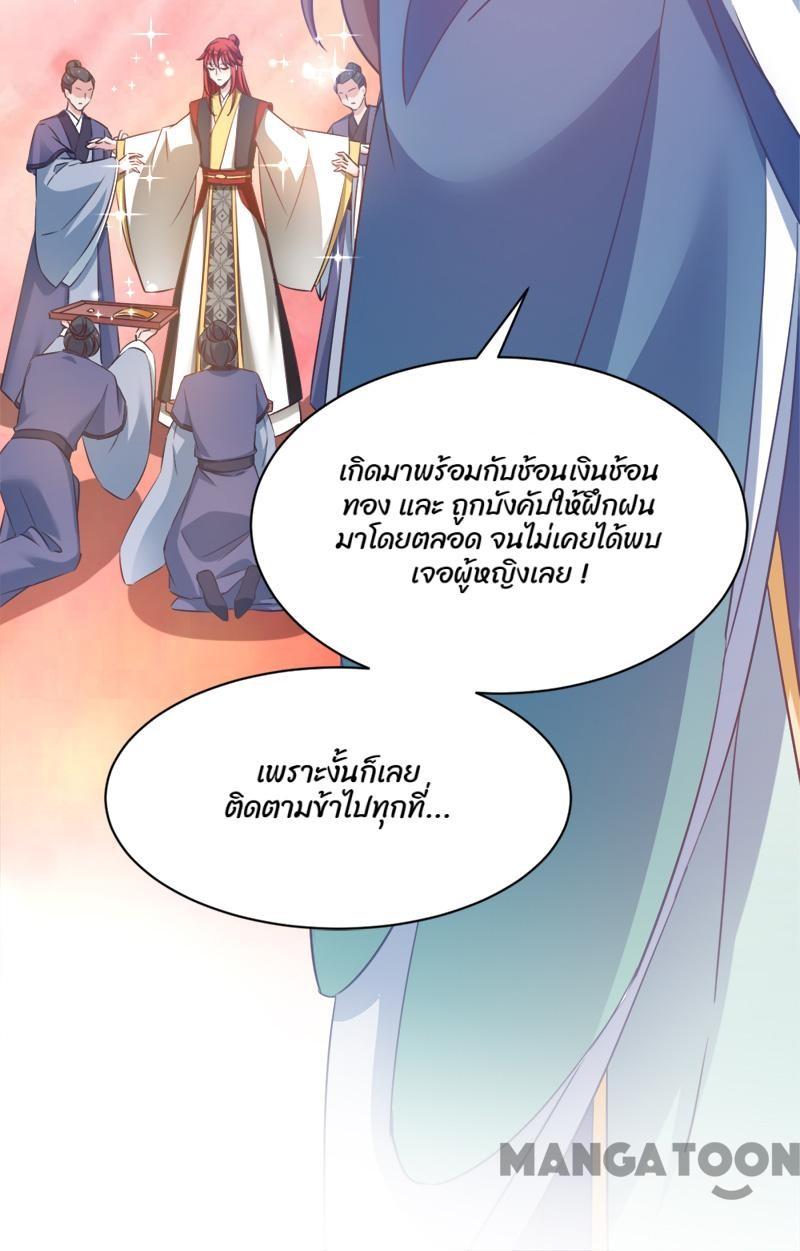 เกิดมาพร้อมกับช้อนเงินช้อน
ทอง และ ถูกบังคับให้ฝึกฝน
มาโดยตลอด จนไม่เคยได้พบ
เจอผู้หญิงเลย !
เพราะงั้นก็เลย
ติดตามข้าไปทุกที่...
MANGATOON